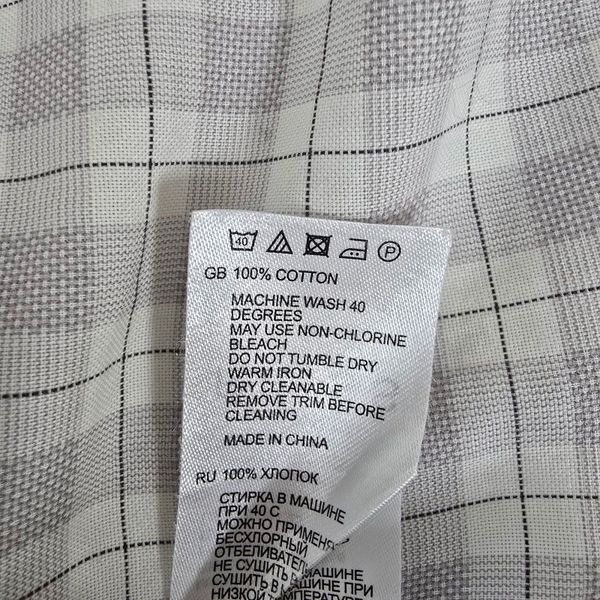 40 P
GB 100% COTTON
MACHINE WASH 40
DEGREES
MAY USE NON-CHLORINE
BLEACH
DO NOT TUMBLE DRY
WARM IRON
DRY CLEANABLE
REMOVE TRIM BEFORE
CLEANING
MADE IN CHINA
RU 100% ХЛОПОК
СТИРКА В МАШИНЕ
ПРИ 40 С
МОЖНО
БЕСХЛОРНЫЙ
НЕ СУШИТЬ В
СУШИТЬ В ПРИ
НИЗКОЙ